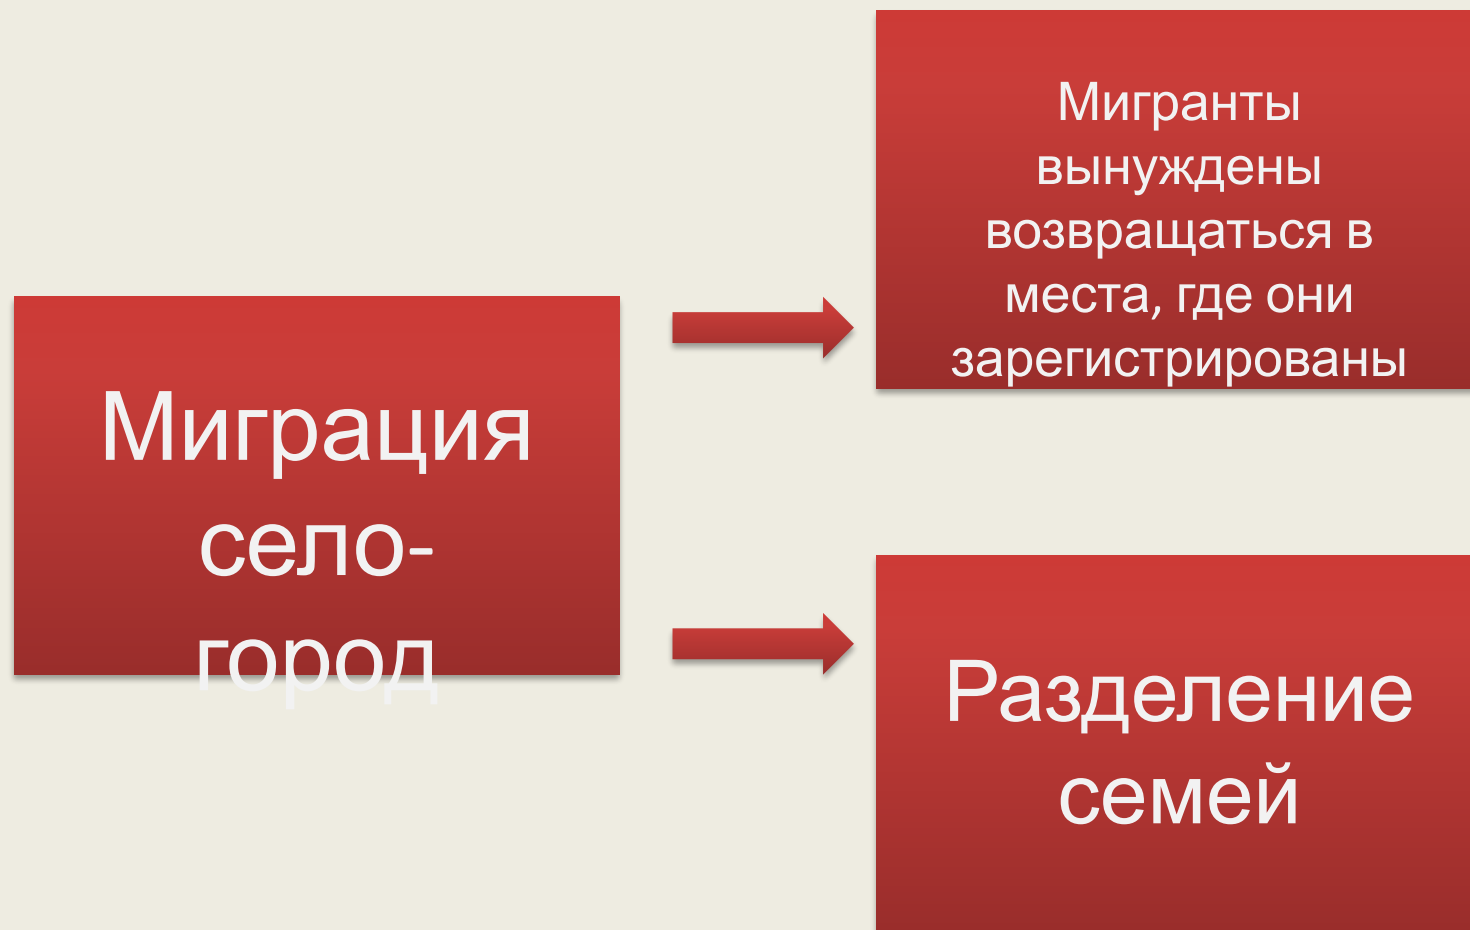 Миграция
село-
город
Мигранты
вынуждены
возвращаться в
места, где они
зарегистрированы
Разделение
семей